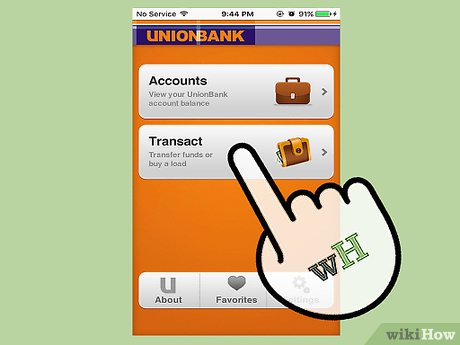 No Service 9:44 PM 91%
UNIONBANK
Accounts
View your UnionBank
account balance
Transact
Transfer funds or
buy a load
U
About Favorites
wH
wikiHow